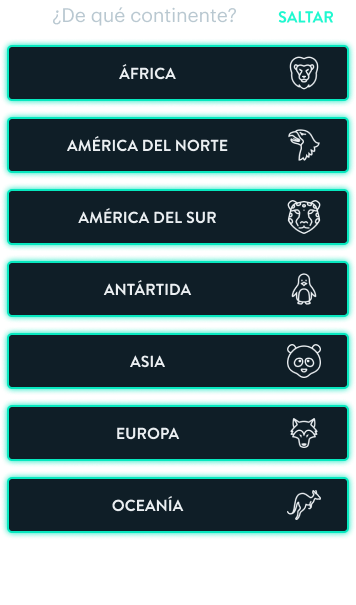 ¿De qué continente?
SALTAR
ÁFRICA
AMÉRICA DEL NORTE
AMÉRICA DEL SUR
ANTÁRTIDA
ASIA
EUROPA
OCEANÍA